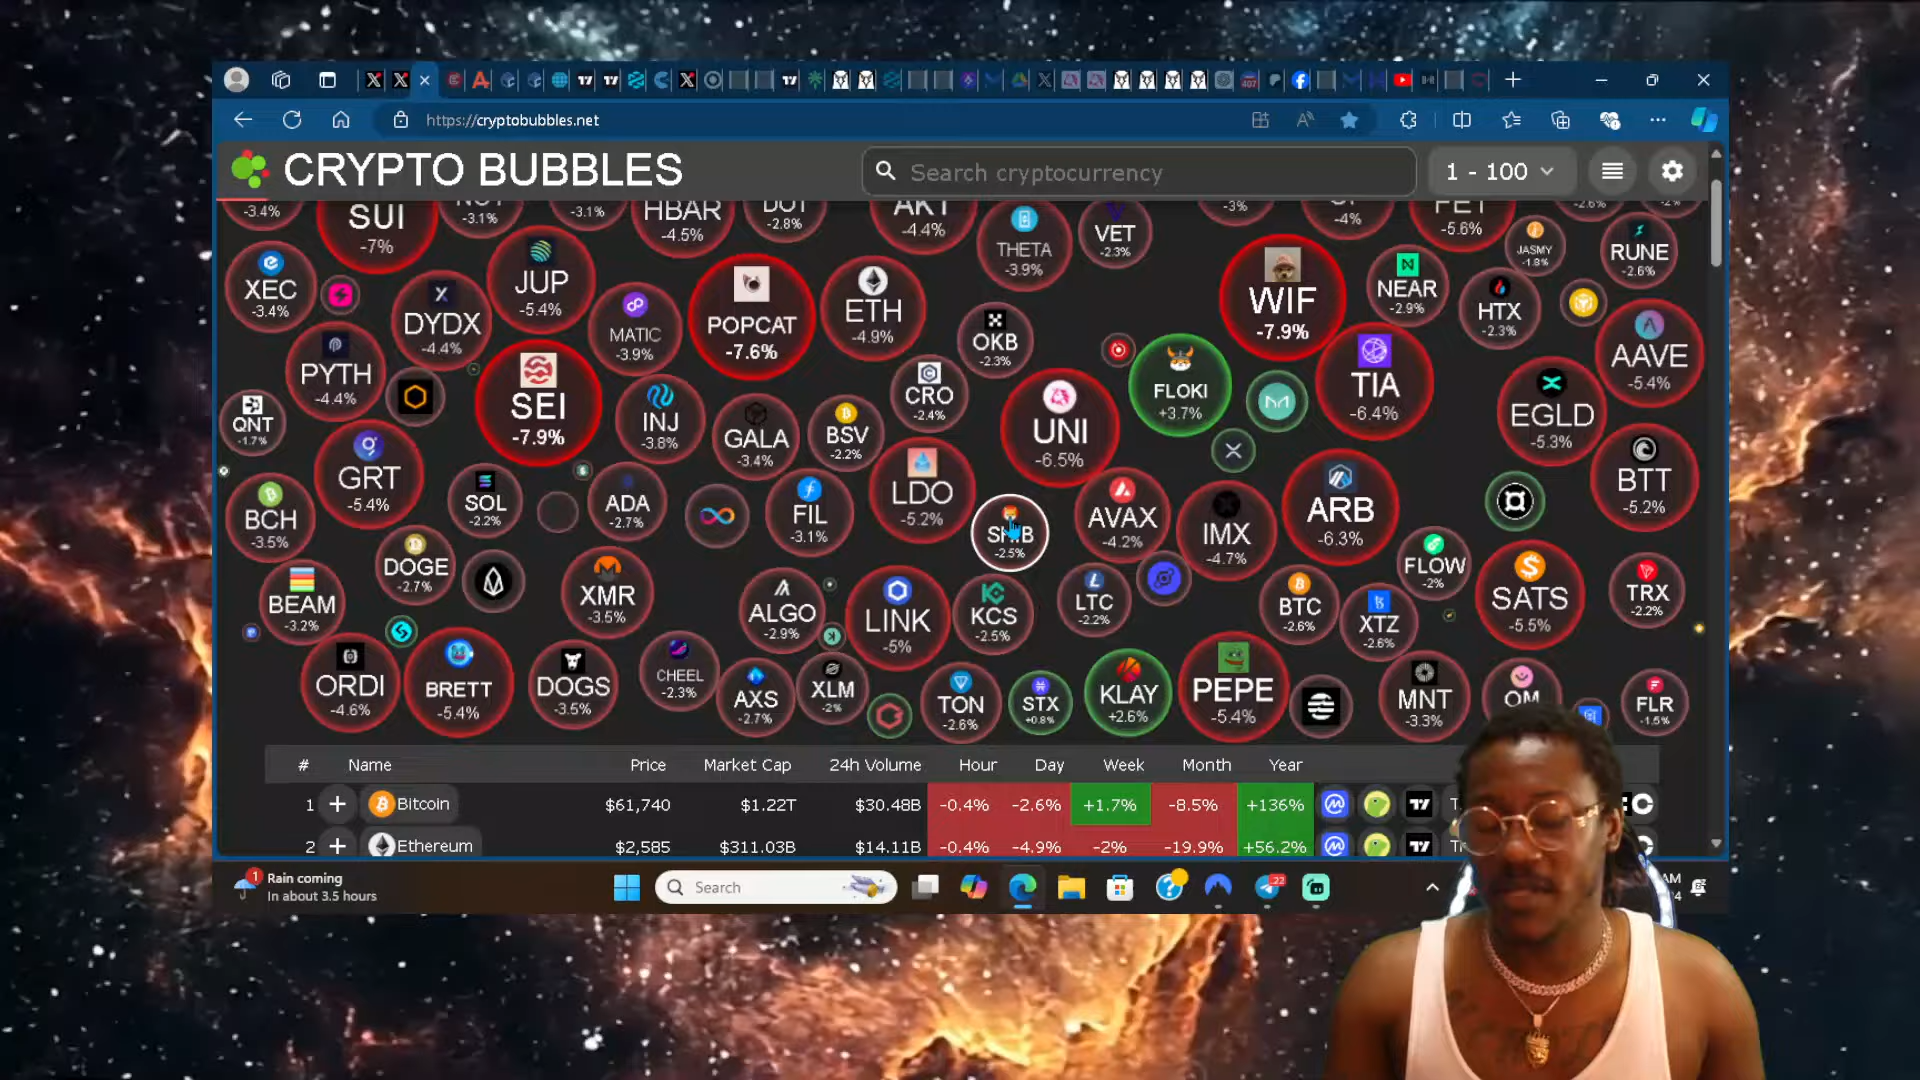 https://cryptobubbles.net
CRYPTO BUBBLES
Search cryptocurrency
1 - 100
-3.4%
SUI
-7%
-3.1%
-3.1%
HBAR
-4.5%
DOT
-2.8%
AKT
-4.4%
THETA
-3.9%
VET
-2.3%
-3%
-4%
FET
-5.6%
JASMY
-1.8%
-2.6%
-2%
RUNE
-2.6%
XEC
-3.4%
DYDX
-4.4%
JUP
-5.4%
MATIC
-3.9%
POPCAT
-7.6%
ETH
-4.9%
OKB
-2.3%
WIF
-7.9%
NEAR
-2.9%
HTX
-2.3%
AAVE
-5.4%
PYTH
-4.4%
QNT
-1.7%
SEI
-7.9%
INJ
-3.8%
GALA
-3.4%
BSV
-2.2%
CRO
-2.4%
UNI
-6.5%
FLOKI
+3.7%
TIA
-6.4%
EGLD
-5.3%
BTT
-5.2%
GRT
-5.4%
BCH
-3.5%
SOL
-2.2%
ADA
-2.7%
FIL
-3.1%
LDO
-5.2%
SHIB
-2.5%
AVAX
-4.2%
IMX
-4.7%
ARB
-6.3%
FLOW
-2%
SATS
-5.5%
TRX
-2.2%
BEAM
-3.2%
DOGE
-2.7%
XMR
-3.5%
ALGO
-2.9%
LINK
-5%
KCS
-2.5%
LTC
-2.2%
BTC
-2.6%
XTZ
-2.6%
ORDI
-4.6%
BRETT
-5.4%
DOGS
-3.5%
CHEEL
-2.3%
AXS
-2.7%
XLM
-2%
TON
-2.6%
STX
+0.8%
KLAY
+2.6%
PEPE
-5.4%
MNT
-3.3%
OM
FLR
-1.5%
# Name Price Market Cap 24h Volume Hour Day Week Month Year
1 + Bitcoin $61,740 $1.22T $30.48B -0.4% -2.6% +1.7% -8.5% +136%
2 + Ethereum $2,585 $311.03B $14.11B -0.4% -4.9% -2% -19.9% +56.2%
1
Rain coming
In about 3.5 hours
Search
22
AM